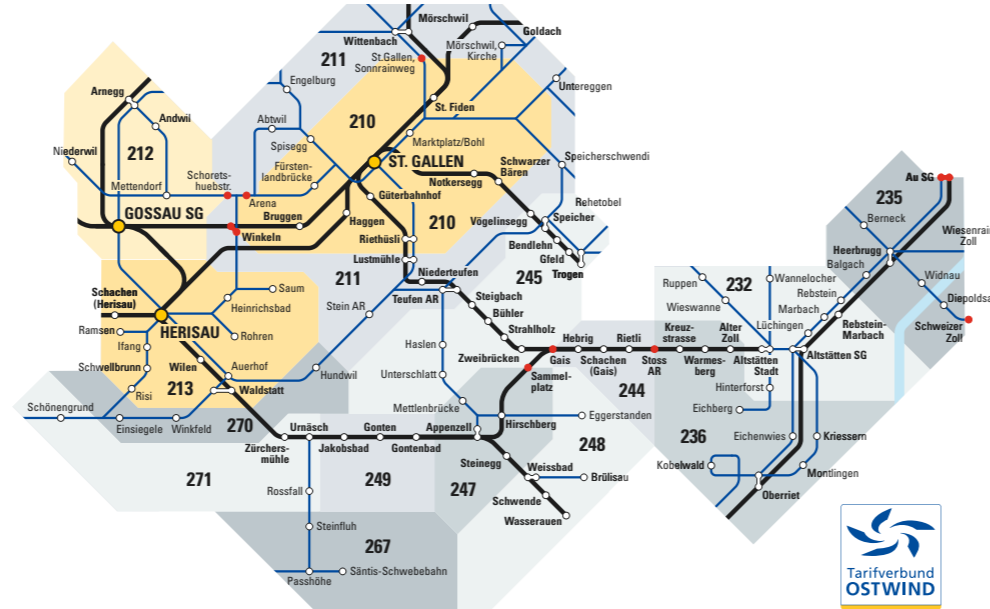 Mörschwil
Wittenbach
Goldach
Mörschwil,
Kirche
211
St.Gallen,
Sonnrainweg
Engelburg
Untereggen
Arnegg
Andwil
St. Fiden
Abtwil
210
Marktplatz/Bohl
Spisegg
Niederwil
212
ST. GALLEN
Schwarzer
Bären
Speicherschwendi
Fürsten-
landbrücke
Notkersegg
Mettendorf
Schorets-
huebstr.
Arena
Güterbahnhof
Rehetobel
GOSSAU SG
Bruggen
Haggen
210
Vögelinsegg
Speicher
Winkeln
Riethüsli
Bendlehn
Gfeld
Trogen
Lustmühle
211
Niederteufen
245
Teufen AR
Schachen
(Herisau)
Saum
Heinrichsbad
Stein AR
Steigbach
Bühler
HERISAU
Ramsen
Rohren
Strahlholz
Ifang
Haslen
Zweibrücken
Schwellbrunn
Wilen
Auerhof
Hundwil
Unterschlatt
213
Risi
Waldstatt
Schönengrund
Einsiegele
Winkfeld
270
Mettlenbrücke
Au SG
235
Berneck
Wiesenrain
Zoll
Heerbrugg
Balgach
Widnau
Diepoldsau
Schweizer
Zoll
232
Ruppen
Wannelocher
Rebstein
Wieswanne
Marbach
Lüchingen
Rebstein-
Marbach
Hebrig
Rietli
Kreuz-
strasse
Alter
Zoll
Gais
Schachen
(Gais)
Stoss
AR
Warmes-
berg
Altstätten
Stadt
Altstätten SG
Sammel-
platz
244
Hinterforst
Eichberg
Eggerstanden
Hirschberg
236
Eichenwies
Kriessern
Kobelwald
Montlingen
Oberriet
Zürchers-
mühle
Urnäsch
Jakobsbad
Gonten
Gontenbad
Appenzell
248
Steinegg
Weissbad
Brülisau
271
249
247
Schwende
Wasserauen
Rossfall
Steinfluh
267
Passhöhe
Säntis-Schwebebahn
Tarifverbund
OSTWIND